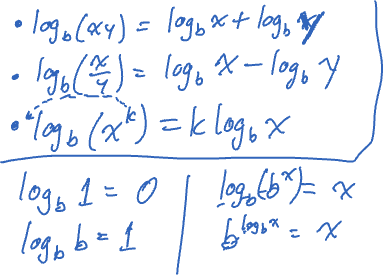 • log_b(xy) = log_b x + log_b y
• log_b(x/y) = log_b x − log_b y
• log_b(x^k) = k log_b x
log_b 1 = 0
log_b b = 1
log_b(b^x) = x
b^(log_b x) = x